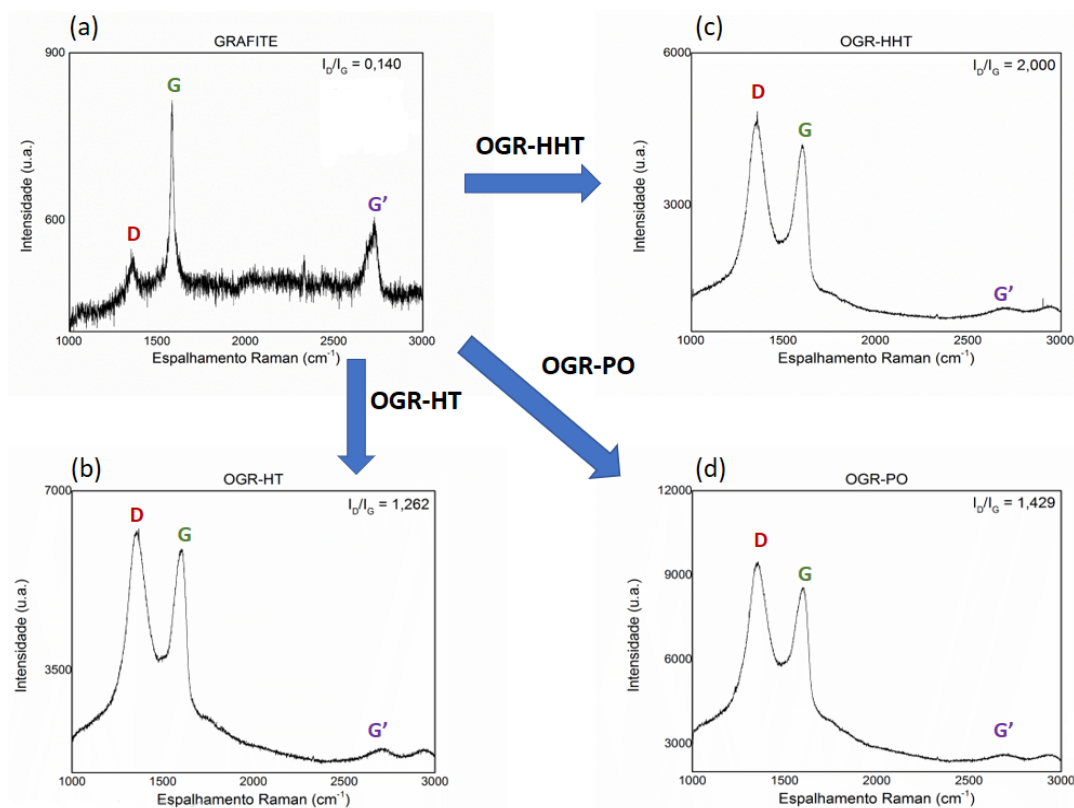 (a)
GRAFITE
I_D/I_G = 0,140
900
600
Intensidade (u.a.)
D
G
G’
1000
1500
2000
2500
3000
Espalhamento Raman (cm⁻¹)
OGR-HHT
(c)
OGR-HHT
I_D/I_G = 2,000
6000
3000
Intensidade (u.a.)
D
G
G’
1000
1500
2000
2500
3000
Espalhamento Raman (cm⁻¹)
OGR-HT
OGR-PO
(b)
OGR-HT
I_D/I_G = 1,262
7000
3500
Intensidade (u.a.)
D
G
G’
1000
1500
2000
2500
3000
Espalhamento Raman (cm⁻¹)
(d)
OGR-PO
I_D/I_G = 1,429
12000
9000
6000
3000
Intensidade (u.a.)
D
G
G’
1000
1500
2000
2500
3000
Espalhamento Raman (cm⁻¹)